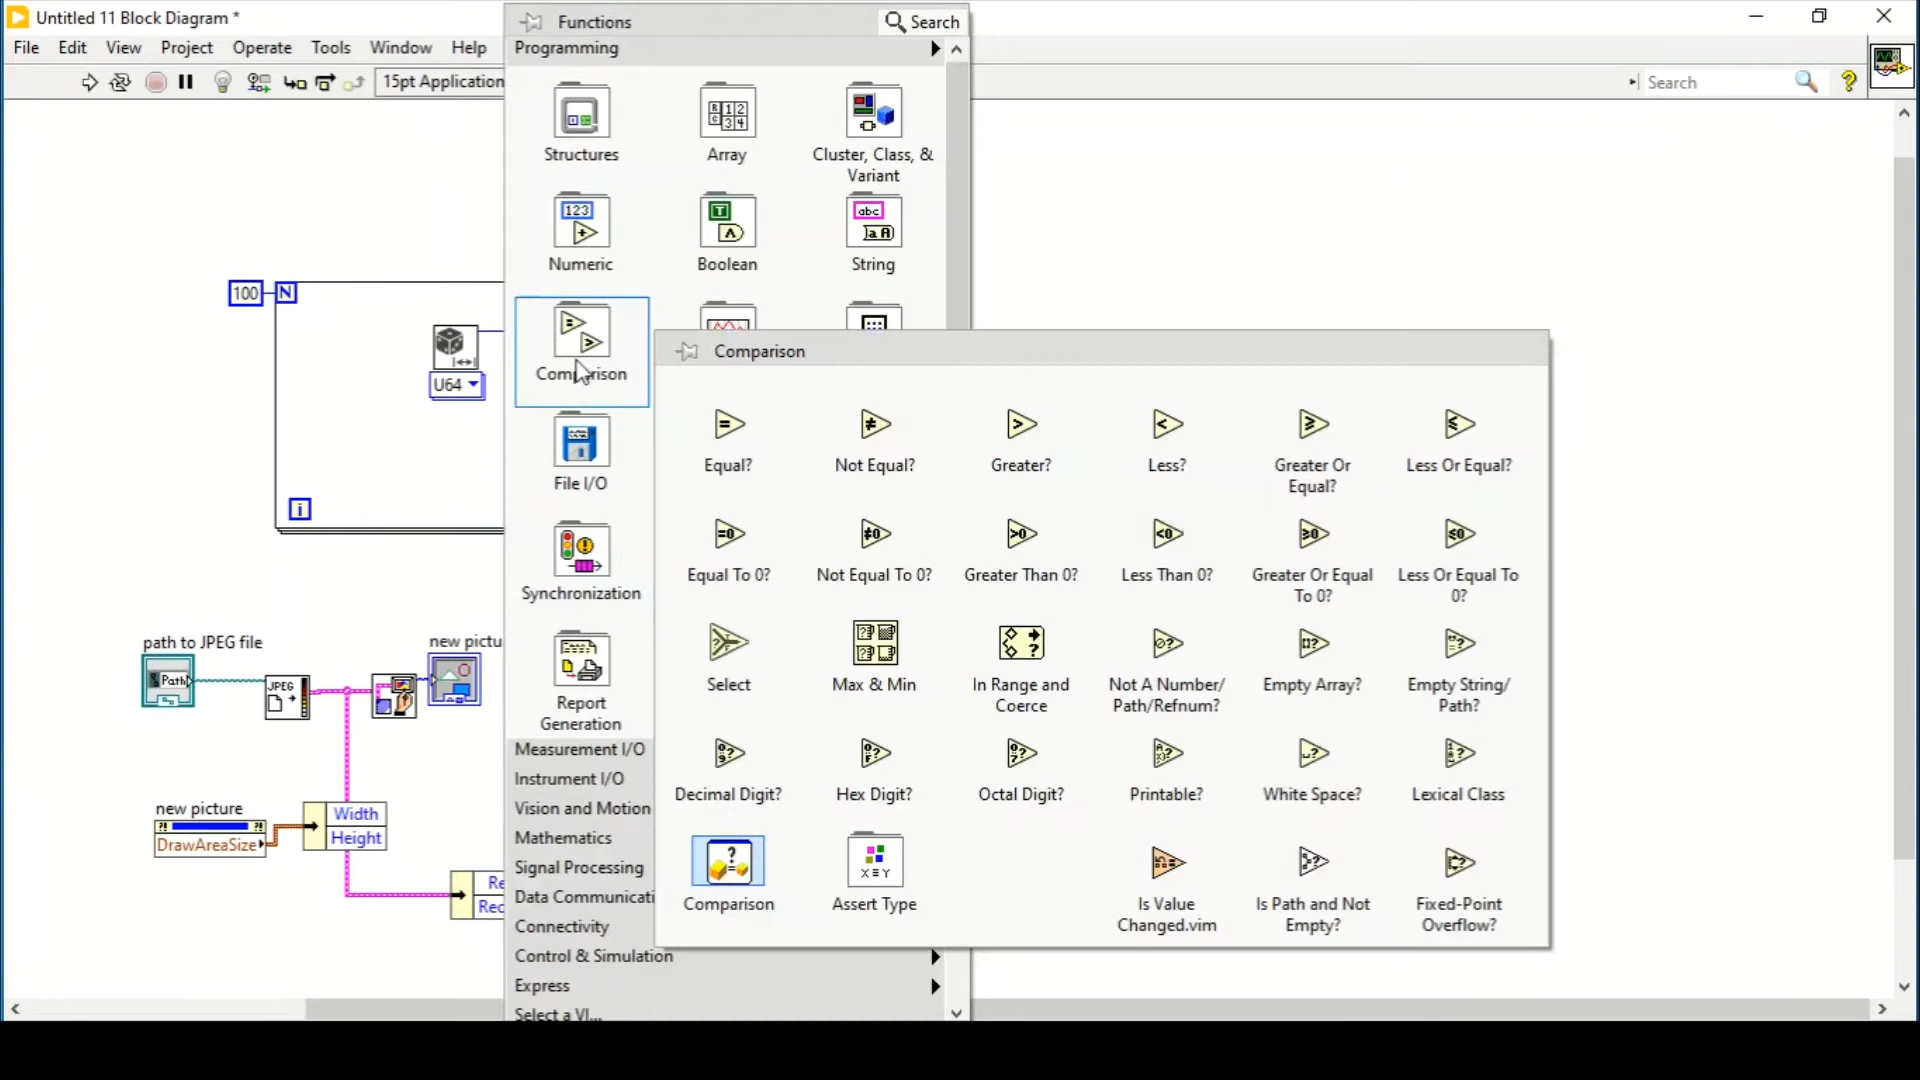 Untitled 11 Block Diagram *
File Edit View Project Operate Tools Window Help
15pt Application
Search
?
Functions
Search
Programming
Structures
Array
Cluster, Class, &
Variant
Numeric
Boolean
String
Comparison
File I/O
Synchronization
Report
Generation
Measurement I/O
Instrument I/O
Vision and Motion
Mathematics
Signal Processing
Data Communicati
Connectivity
Control & Simulation
Express
Select a VI...
Comparison
Equal?
Not Equal?
Greater?
Less?
Greater Or
Equal?
Less Or Equal?
Equal To 0?
Not Equal To 0?
Greater Than 0?
Less Than 0?
Greater Or Equal
To 0?
Less Or Equal To
0?
Select
Max & Min
In Range and
Coerce
Not A Number/
Path/Refnum?
Empty Array?
Empty String/
Path?
Decimal Digit?
Hex Digit?
Octal Digit?
Printable?
White Space?
Lexical Class
Comparison
Assert Type
Is Value
Changed.vim
Is Path and Not
Empty?
Fixed-Point
Overflow?
100
N
U64
i
path to JPEG file
Path
JPEG
new pictu
new picture
DrawAreaSize
Width
Height
Re
Rec